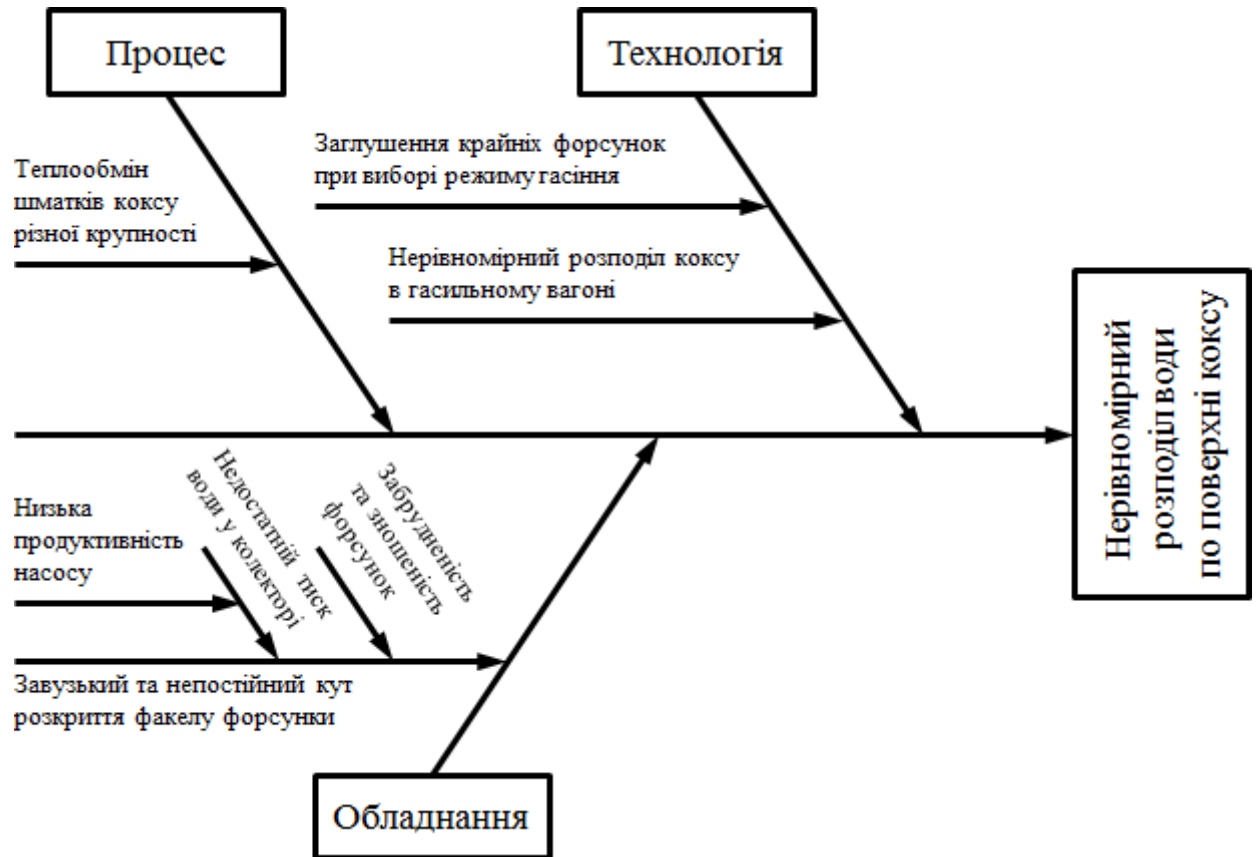 Процес
Технологія
Заглушення крайніх форсунок
при виборі режиму гасіння
Теплообмін
шматків коксу
різної крупності
Нерівномірний розподіл коксу
в гасильному вагоні
Нерівномірний
розподіл води
по поверхні коксу
Низька
продуктивність
насосу
Недостатній тиск
води у колекторі
Забрудненість
та зношеність
форсунок
Завузький та непостійний кут
розкриття факелу форсунки
Обладнання